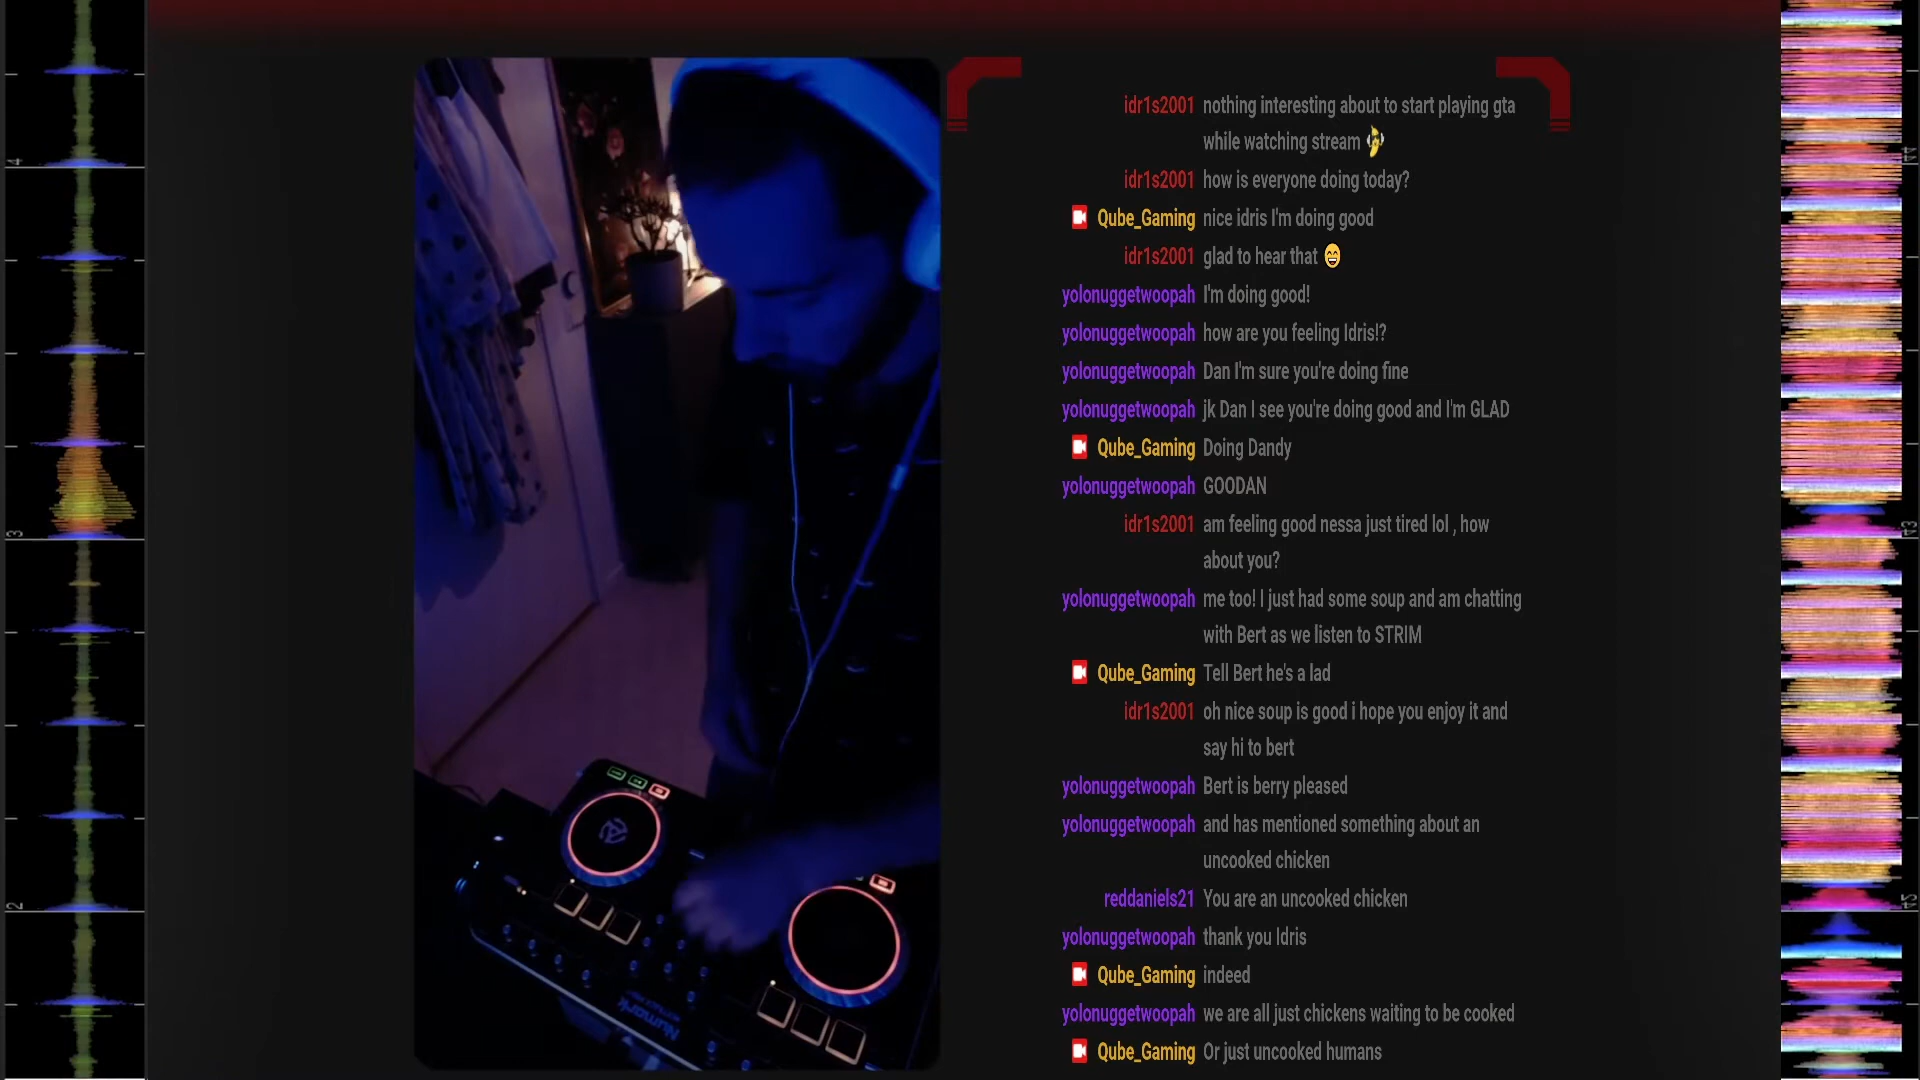 idr1s2001 nothing interesting about to start playing gta
while watching stream
idr1s2001 how is everyone doing today?
Qube_Gaming nice idris I'm doing good
idr1s2001 glad to hear that 😁
yolonuggetwoopah I'm doing good!
yolonuggetwoopah how are you feeling Idris!?
yolonuggetwoopah Dan I'm sure you're doing fine
yolonuggetwoopah jk Dan I see you're doing good and I'm GLAD
Qube_Gaming Doing Dandy
yolonuggetwoopah GOODAN
idr1s2001 am feeling good nessa just tired lol , how
about you?
yolonuggetwoopah me too! I just had some soup and am chatting
with Bert as we listen to STRIM
Qube_Gaming Tell Bert he's a lad
idr1s2001 oh nice soup is good i hope you enjoy it and
say hi to bert
yolonuggetwoopah Bert is berry pleased
yolonuggetwoopah and has mentioned something about an
uncooked chicken
reddaniels21 You are an uncooked chicken
yolonuggetwoopah thank you Idris
Qube_Gaming indeed
yolonuggetwoopah we are all just chickens waiting to be cooked
Qube_Gaming Or just uncooked humans
4
3
2
44
43
42
Numark